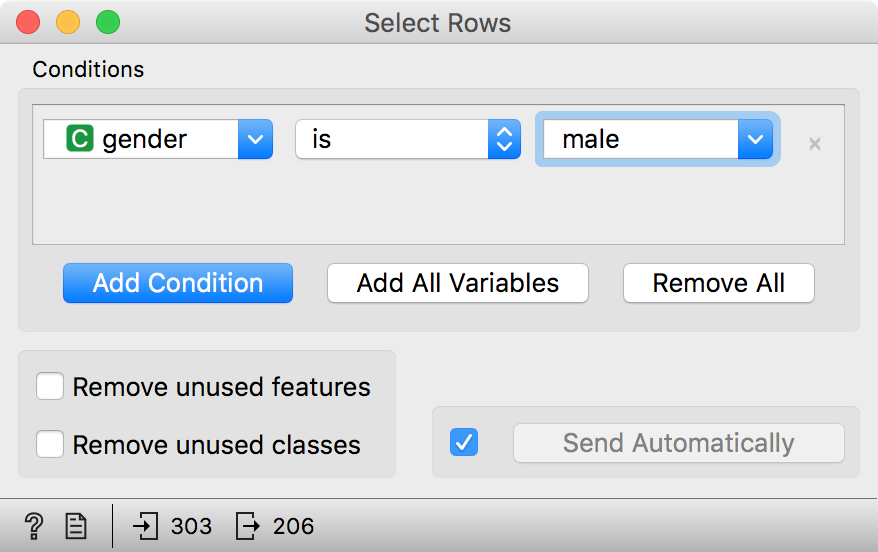 Select Rows
Conditions
C gender is male ×
Add Condition Add All Variables Remove All
Remove unused features
Remove unused classes
Send Automatically
? 303 206